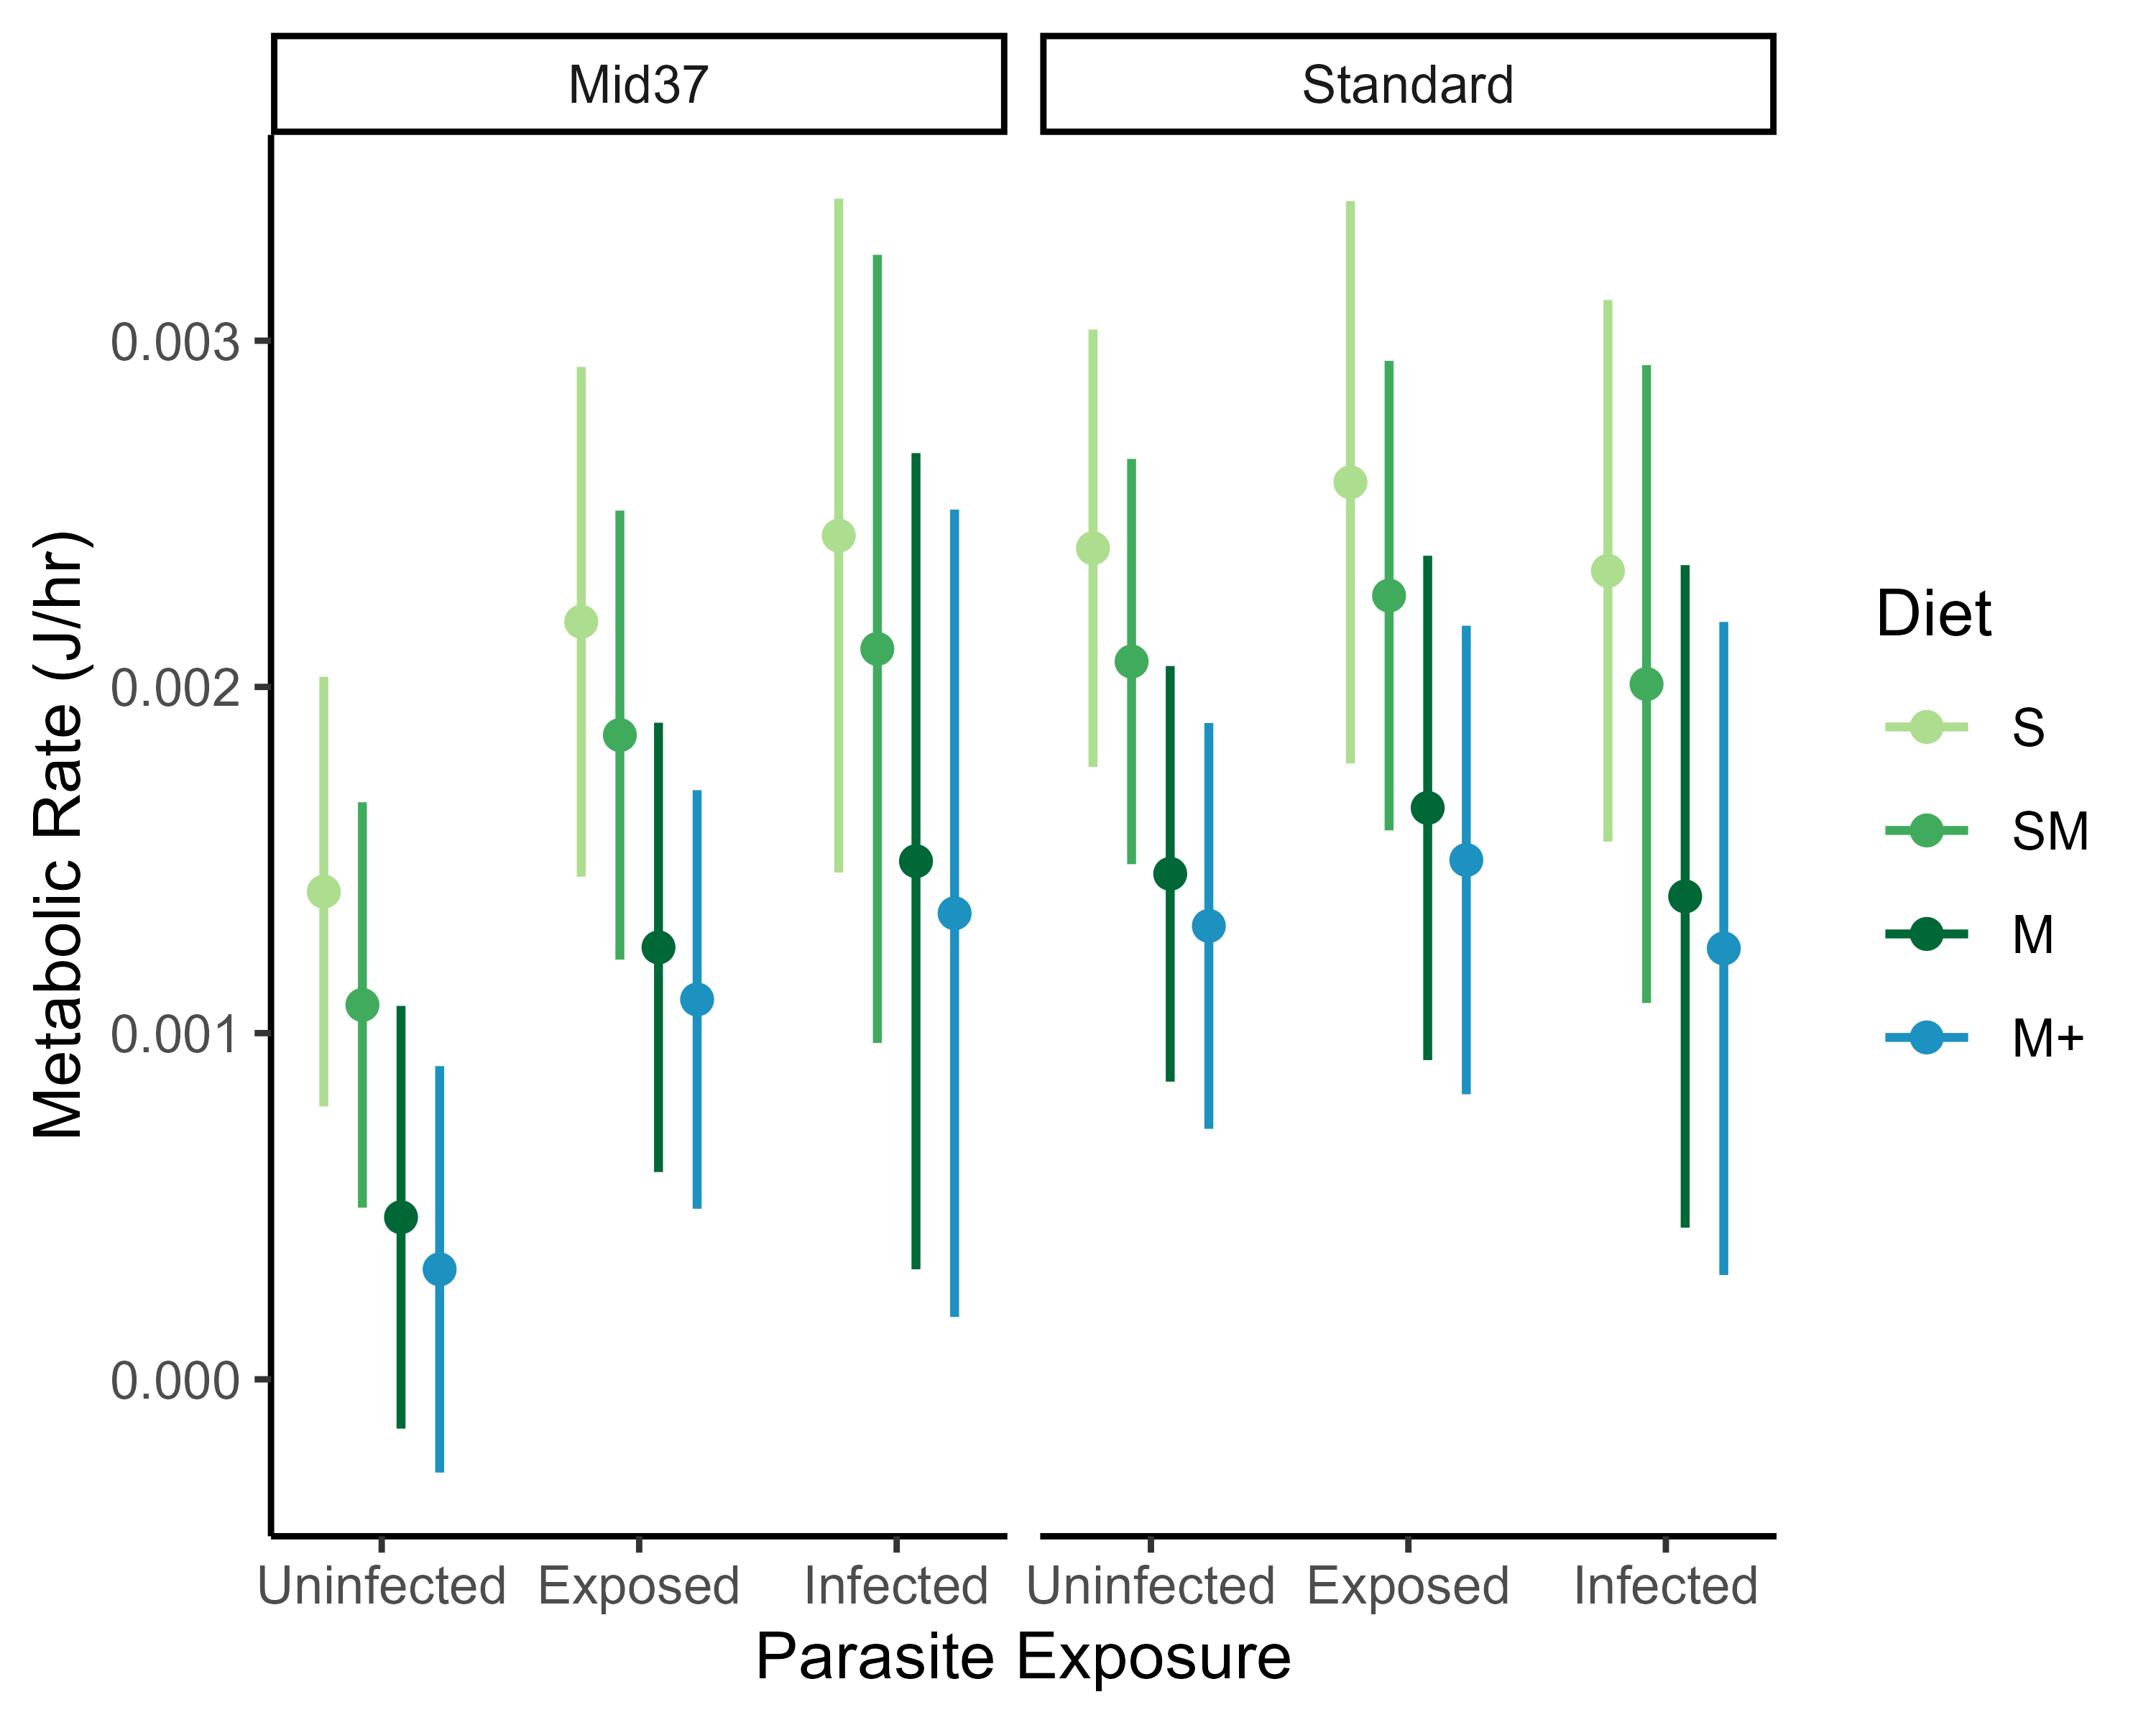 Mid37
Standard
Metabolic Rate (J/hr)
0.003
0.002
0.001
0.000
Uninfected Exposed Infected
Uninfected Exposed Infected
Parasite Exposure
Diet
S
SM
M
M+